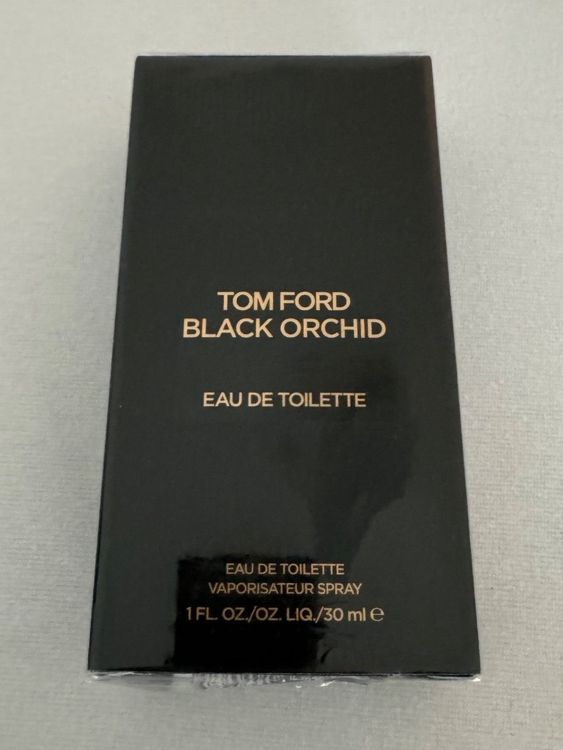 TOM FORD
BLACK ORCHID
EAU DE TOILETTE
EAU DE TOILETTE
VAPORISATEUR SPRAY
1 FL. OZ./OZ. LIQ./30 ml ℮